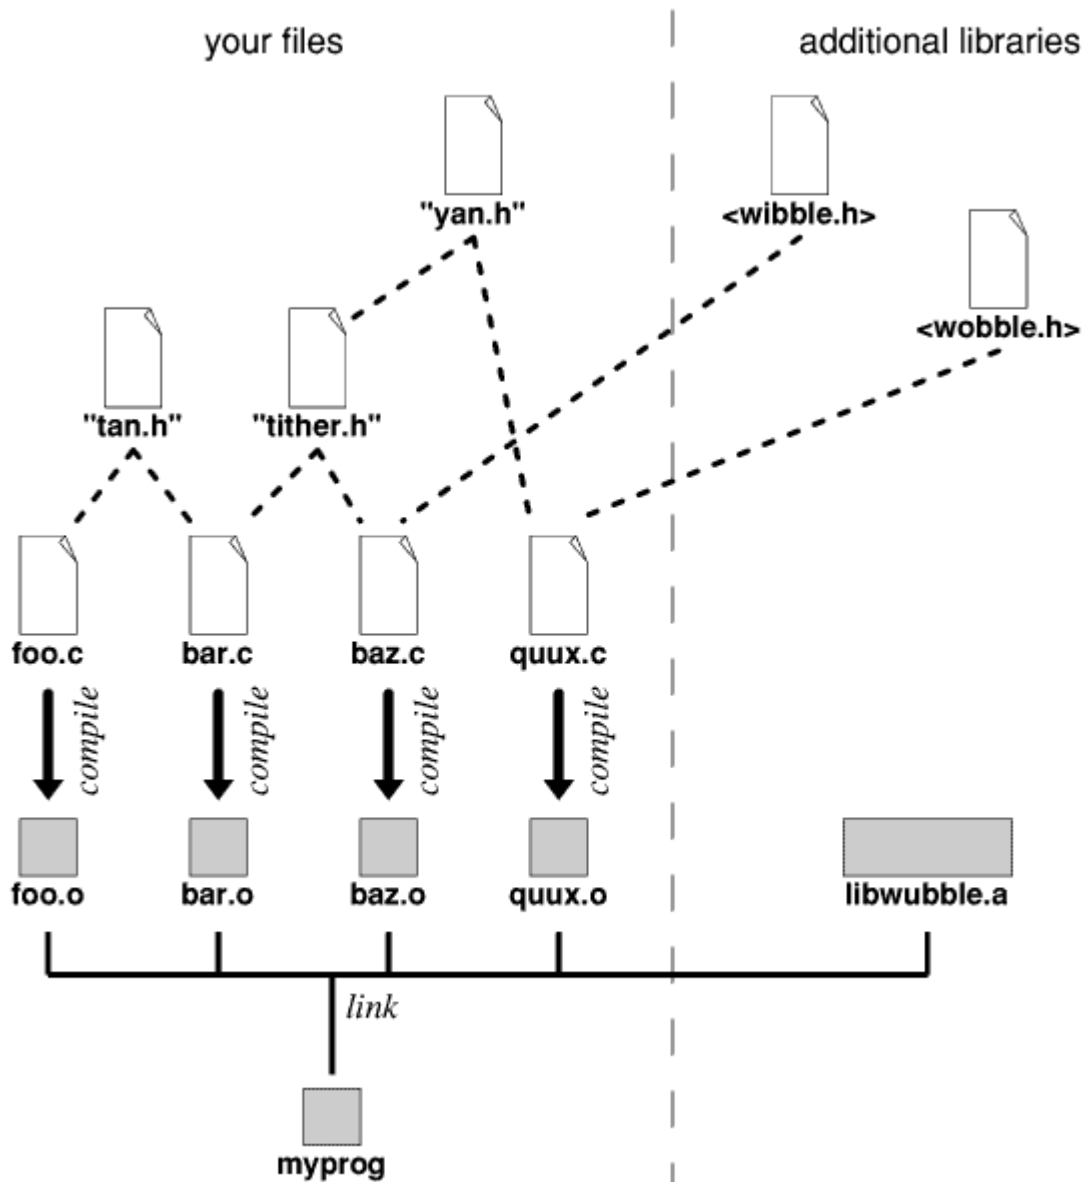 your files
additional libraries
"yan.h"
<wibble.h>
<wobble.h>
"tan.h"
"tither.h"
foo.c
bar.c
baz.c
quux.c
compile
compile
compile
compile
foo.o
bar.o
baz.o
quux.o
libwubble.a
link
myprog